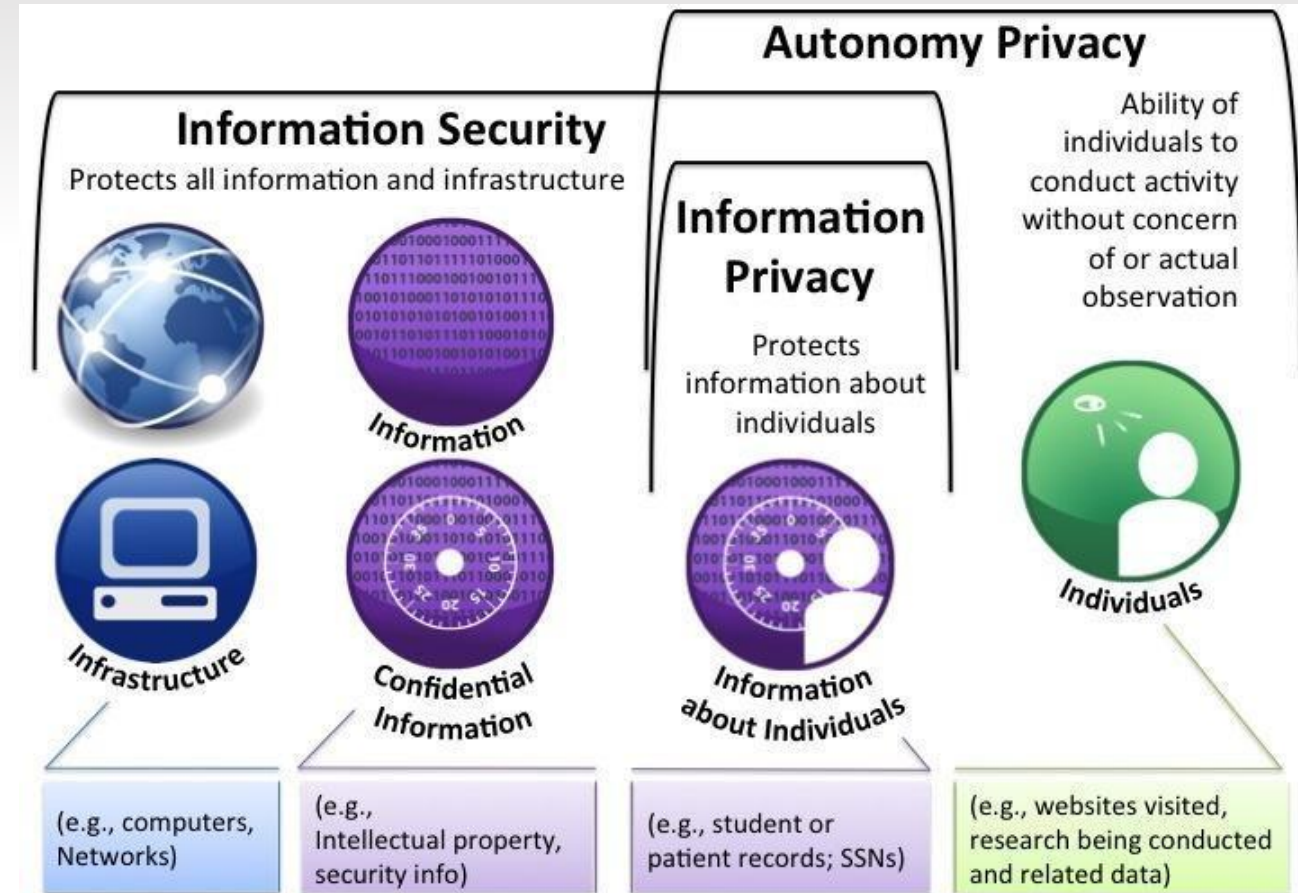 Autonomy Privacy
Ability of
individuals to
conduct activity
without concern
of or actual
observation
Information Security
Protects all information and infrastructure
Information
Privacy
Protects
information about
individuals
Information
Infrastructure
Confidential
Information
Information
about Individuals
Individuals
(e.g., computers,
Networks)
(e.g.,
Intellectual property,
security info)
(e.g., student or
patient records; SSNs)
(e.g., websites visited,
research being conducted
and related data)